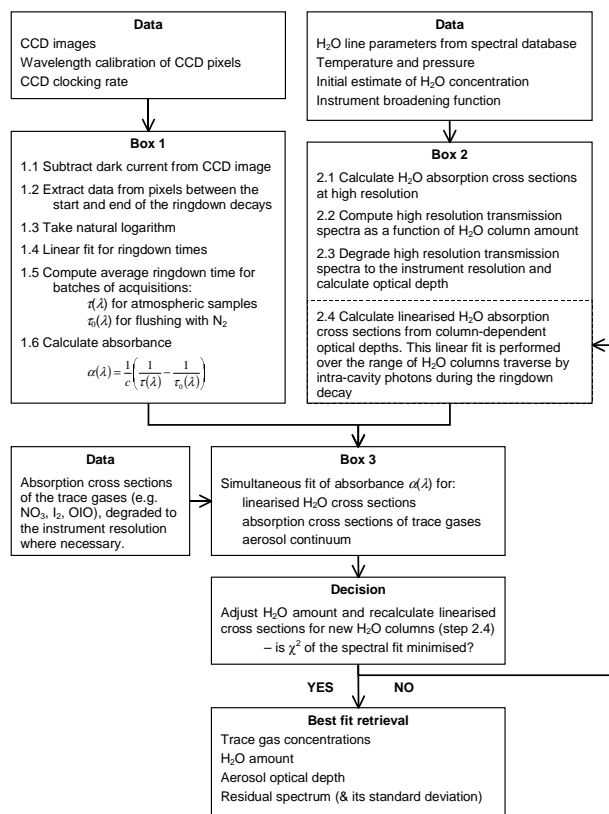 Data
CCD images
Wavelength calibration of CCD pixels
CCD clocking rate
Data
H₂O line parameters from spectral database
Temperature and pressure
Initial estimate of H₂O concentration
Instrument broadening function
Box 1
1.1 Subtract dark current from CCD image
1.2 Extract data from pixels between the
start and end of the ringdown decays
1.3 Take natural logarithm
1.4 Linear fit for ringdown times
1.5 Compute average ringdown time for
batches of acquisitions:
τ(λ) for atmospheric samples
τ₀(λ) for flushing with N₂
1.6 Calculate absorbance
α(λ) = 1/c (1/τ(λ) − 1/τ₀(λ))
Box 2
2.1 Calculate H₂O absorption cross sections
at high resolution
2.2 Compute high resolution transmission
spectra as a function of H₂O column amount
2.3 Degrade high resolution transmission
spectra to the instrument resolution and
calculate optical depth
2.4 Calculate linearised H₂O absorption
cross sections from column-dependent
optical depths. This linear fit is performed
over the range of H₂O columns traverse by
intra-cavity photons during the ringdown
decay
Data
Absorption cross sections
of the trace gases (e.g.
NO₃, I₂, OIO), degraded to
the instrument resolution
where necessary.
Box 3
Simultaneous fit of absorbance α(λ) for:
linearised H₂O cross sections
absorption cross sections of trace gases
aerosol continuum
Decision
Adjust H₂O amount and recalculate linearised
cross sections for new H₂O columns (step 2.4)
– is χ² of the spectral fit minimised?
YES NO
Best fit retrieval
Trace gas concentrations
H₂O amount
Aerosol optical depth
Residual spectrum (& its standard deviation)